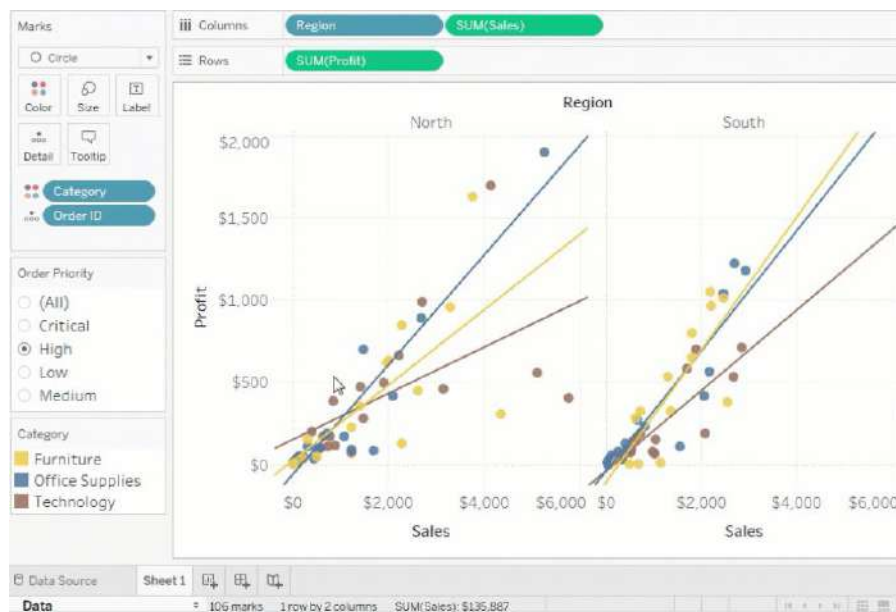 Marks
Circle
Color Size Label
Detail Tooltip
Category
Order ID
Order Priority
(All)
Critical
High
Low
Medium
Category
Furniture
Office Supplies
Technology
Columns Region SUM(Sales)
Rows SUM(Profit)
Region
North South
Profit
$2,000
$1,500
$1,000
$500
$0
$0 $2,000 $4,000 $6,000 $0 $2,000 $4,000 $6,000
Sales Sales
Data Source Sheet 1
Data 106 marks 1 row by 2 columns SUM(Sales): $135,887